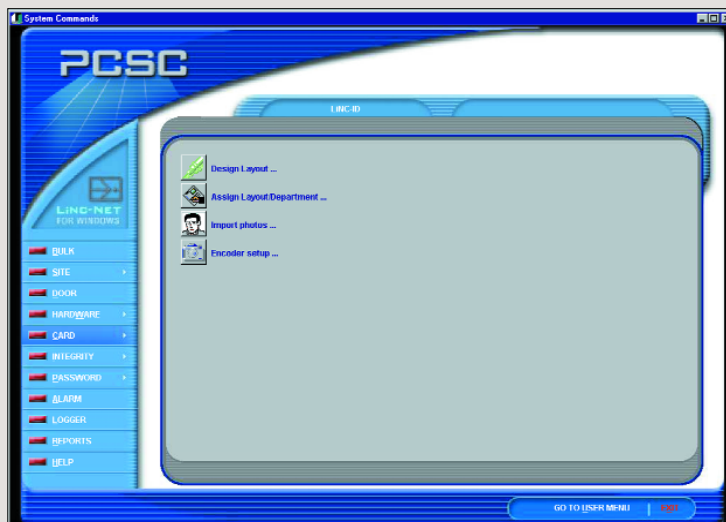 System Commands
PCSC
LINC-ID
Design Layout ...
Assign Layout/Department ...
Import photos ...
Encoder setup ...
LINC-NET
FOR WINDOWS
BULK
SITE
DOOR
HARDWARE
CARD
INTEGRITY
PASSWORD
ALARM
LOGGER
REPORTS
HELP
GO TO USER MENU | EXIT